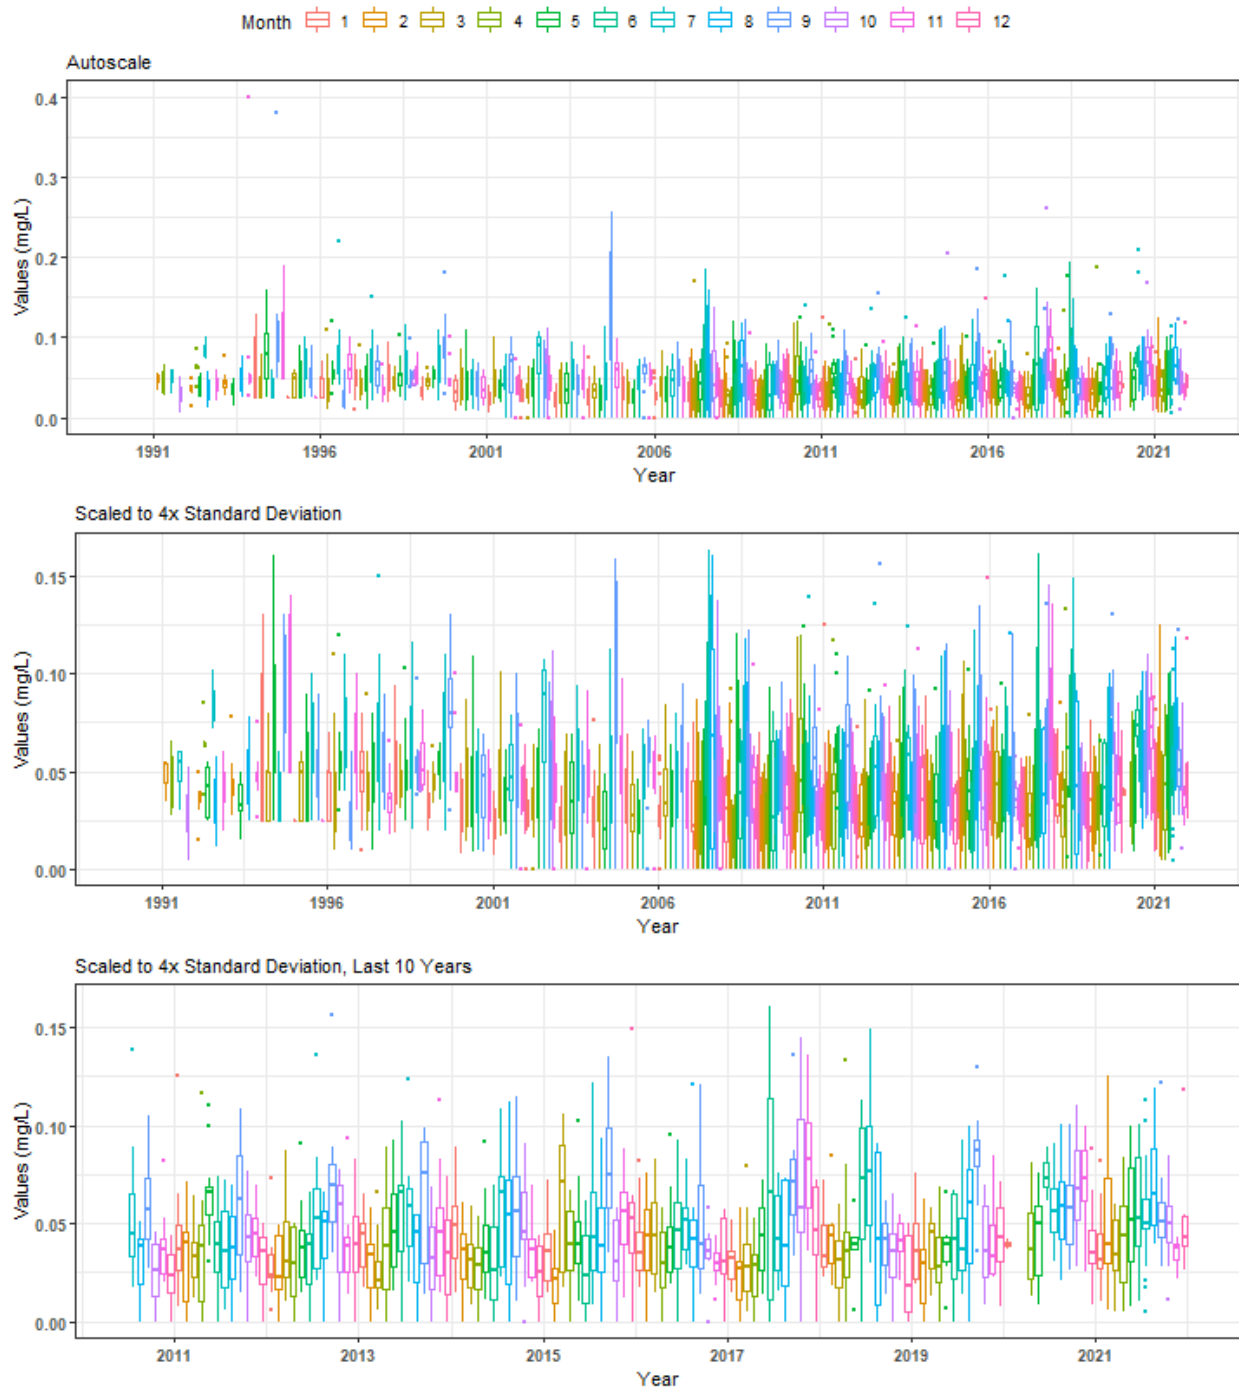 Month 1 2 3 4 5 6 7 8 9 10 11 12
Autoscale
0.4
0.3
0.2
0.1
0.0
Values (mg/L)
1991 1996 2001 2006 2011 2016 2021
Year
Scaled to 4x Standard Deviation
0.15
0.10
0.05
0.00
Values (mg/L)
1991 1996 2001 2006 2011 2016 2021
Year
Scaled to 4x Standard Deviation, Last 10 Years
0.15
0.10
0.05
0.00
Values (mg/L)
2011 2013 2015 2017 2019 2021
Year